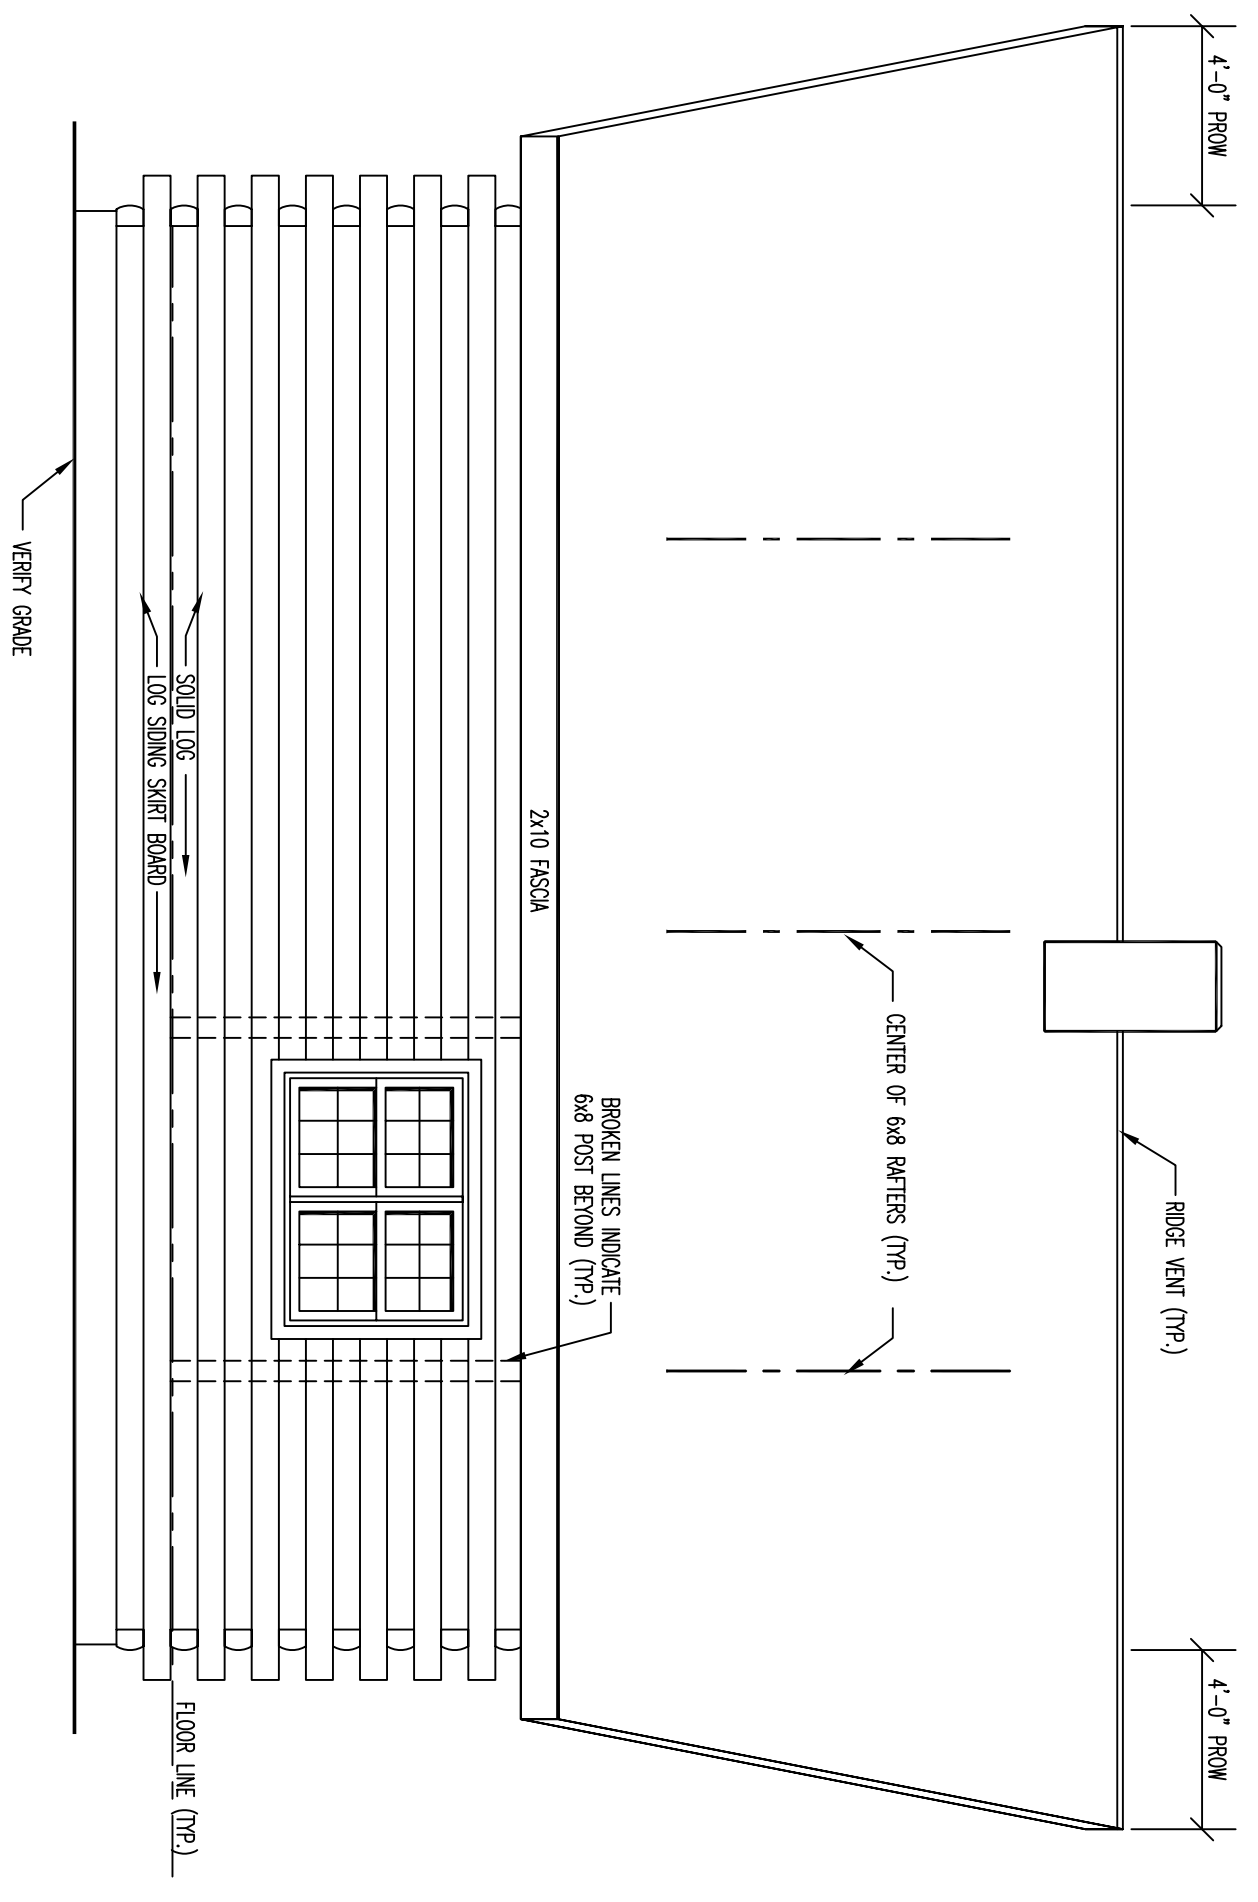 4'-0" PROW
4'-0" PROW
RIDGE VENT (TYP.)
CENTER OF 6x8 RAFTERS (TYP.)
BROKEN LINES INDICATE
6x8 POST BEYOND (TYP.)
2x10 FASCIA
SOLID LOG
FLOOR LINE (TYP.)
LOG SIDING SKIRT BOARD
VERIFY GRADE